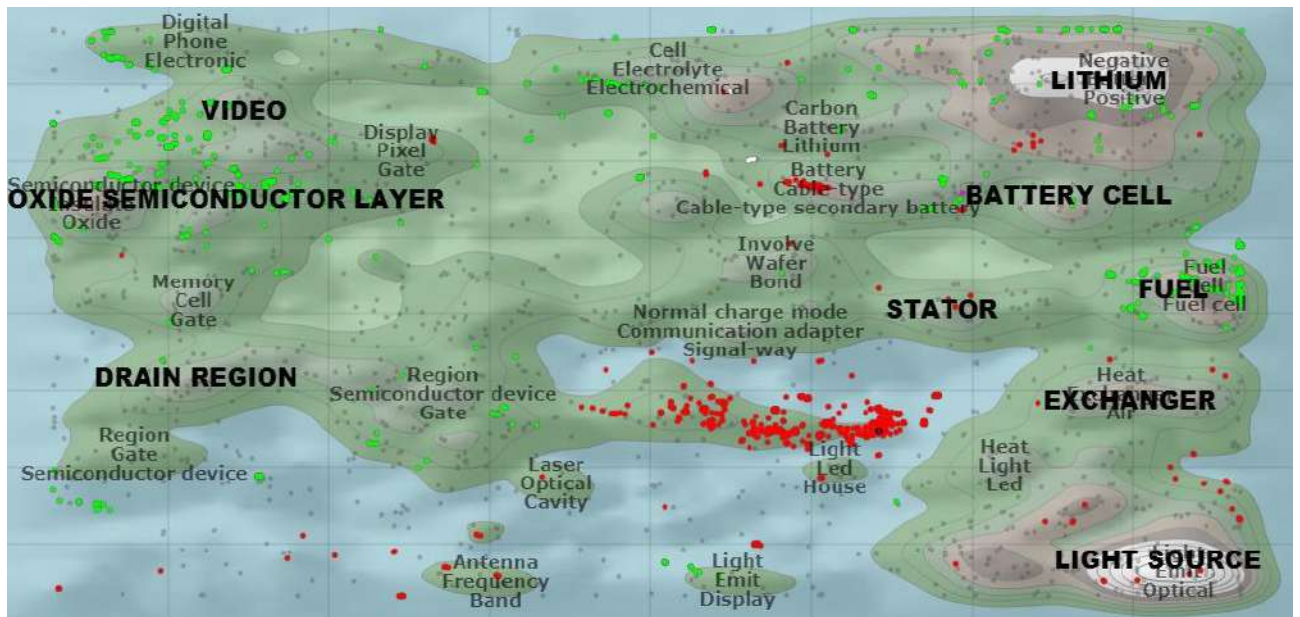 Digital
Phone
Electronic
VIDEO
Cell
Electrolyte
Electrochemical
Negative
LITHIUM
Positive
Display
Pixel
Gate
Carbon
Battery
Lithium
Semiconductor device
OXIDE SEMICONDUCTOR LAYER
Oxide
Battery
Cable-type
Cable-type secondary battery
BATTERY CELL
Involve
Wafer
Bond
Memory
Cell
Gate
Fuel
FUEL
Fuel cell
Normal charge mode
Communication adapter
Signal-way
STATOR
DRAIN REGION
Region
Semiconductor device
Gate
Heat
EXCHANGER
Air
Region
Gate
Semiconductor device
Laser
Optical
Cavity
Light
Led
House
Heat
Light
Led
Antenna
Frequency
Band
Light
Emit
Display
LIGHT SOURCE
Emit
Optical